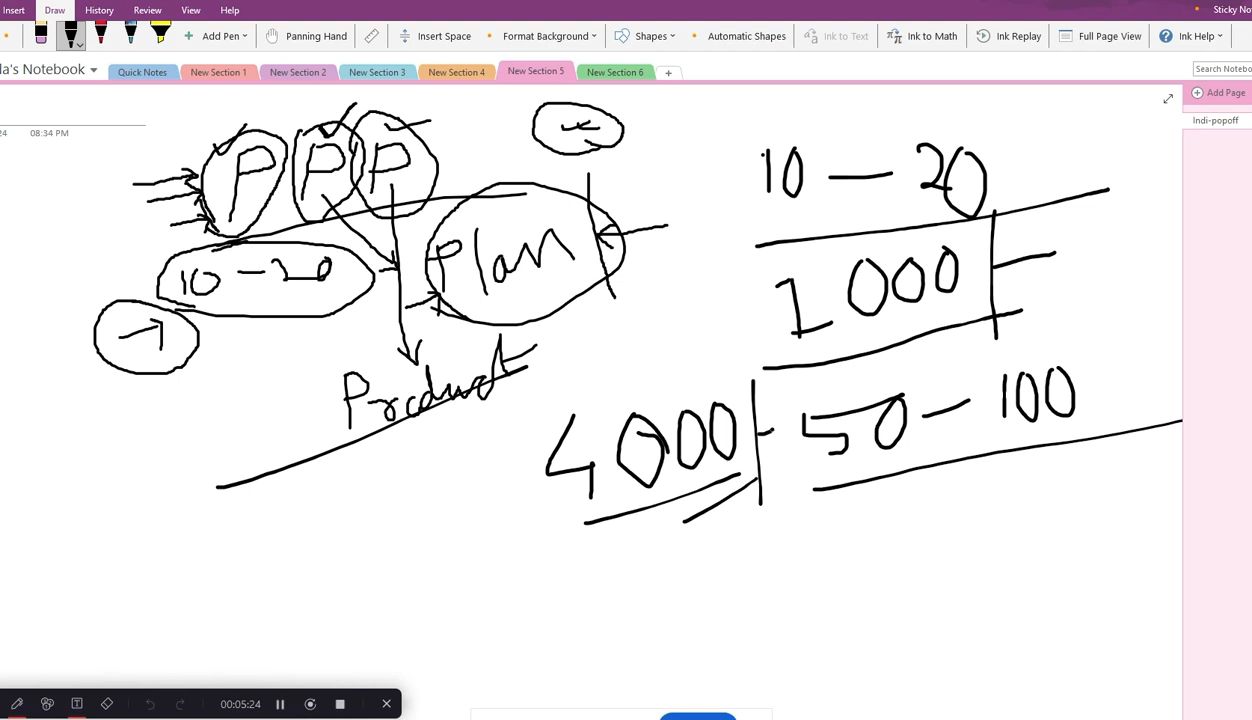 Insert Draw History Review View Help
Sticky No
Add Pen Panning Hand Insert Space Format Background Shapes Automatic Shapes Ink to Text Ink to Math Ink Replay Full Page View Ink Help
la's Notebook Quick Notes New Section 1 New Section 2 New Section 3 New Section 4 New Section 5 New Section 6 +
Search Notebook
Add Page
Indi-popoff
24 08:34 PM
P P P
10 — 20
10 - 20
Plan
1000
Product
50 - 100
4000
00:05:24